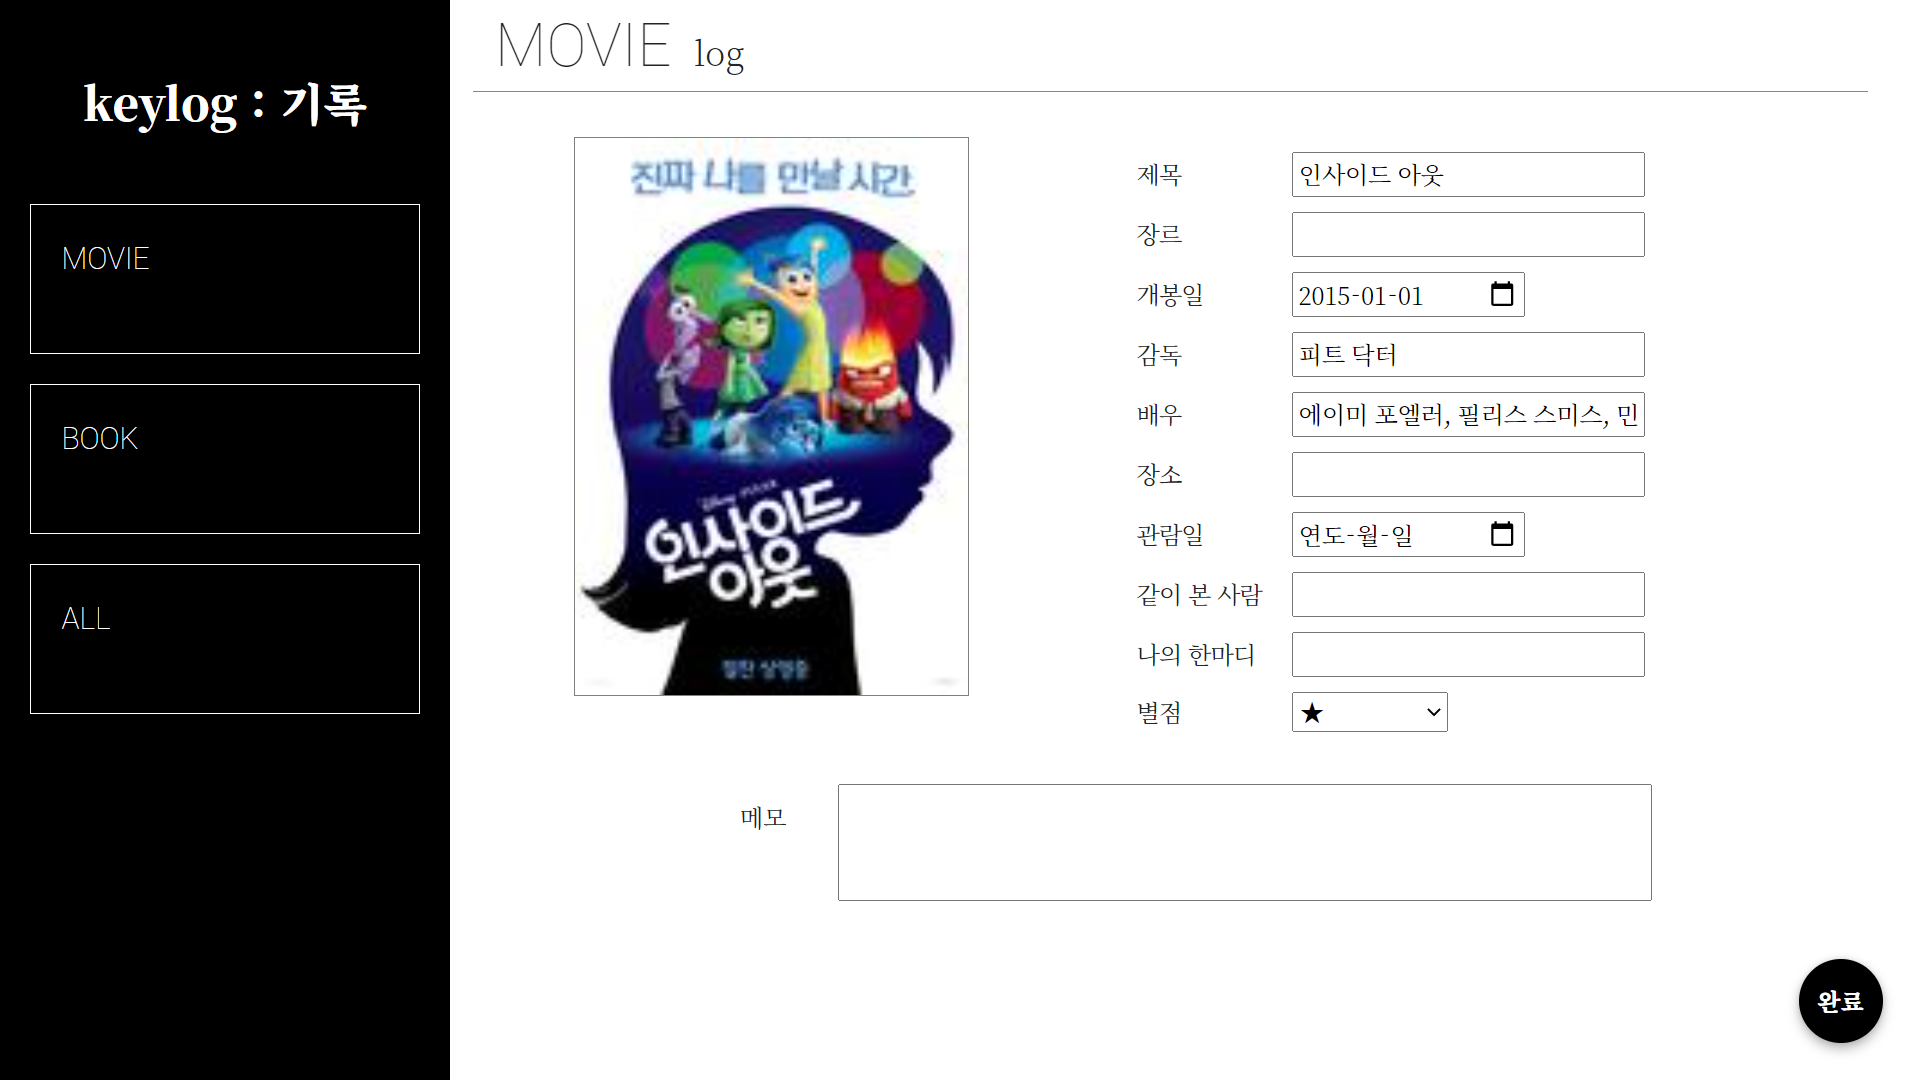 keylog : 기록
MOVIE
BOOK
ALL
MOVIE log
진짜 나를 만날 시간
Disney PIXAR
인사이드
아웃
절찬 상영중
제목 인사이드 아웃
장르
개봉일 2015-01-01
감독 피트 닥터
배우 에이미 포엘러, 필리스 스미스, 민
장소
관람일 연도-월-일
같이 본 사람
나의 한마디
별점 ★
메모
완료